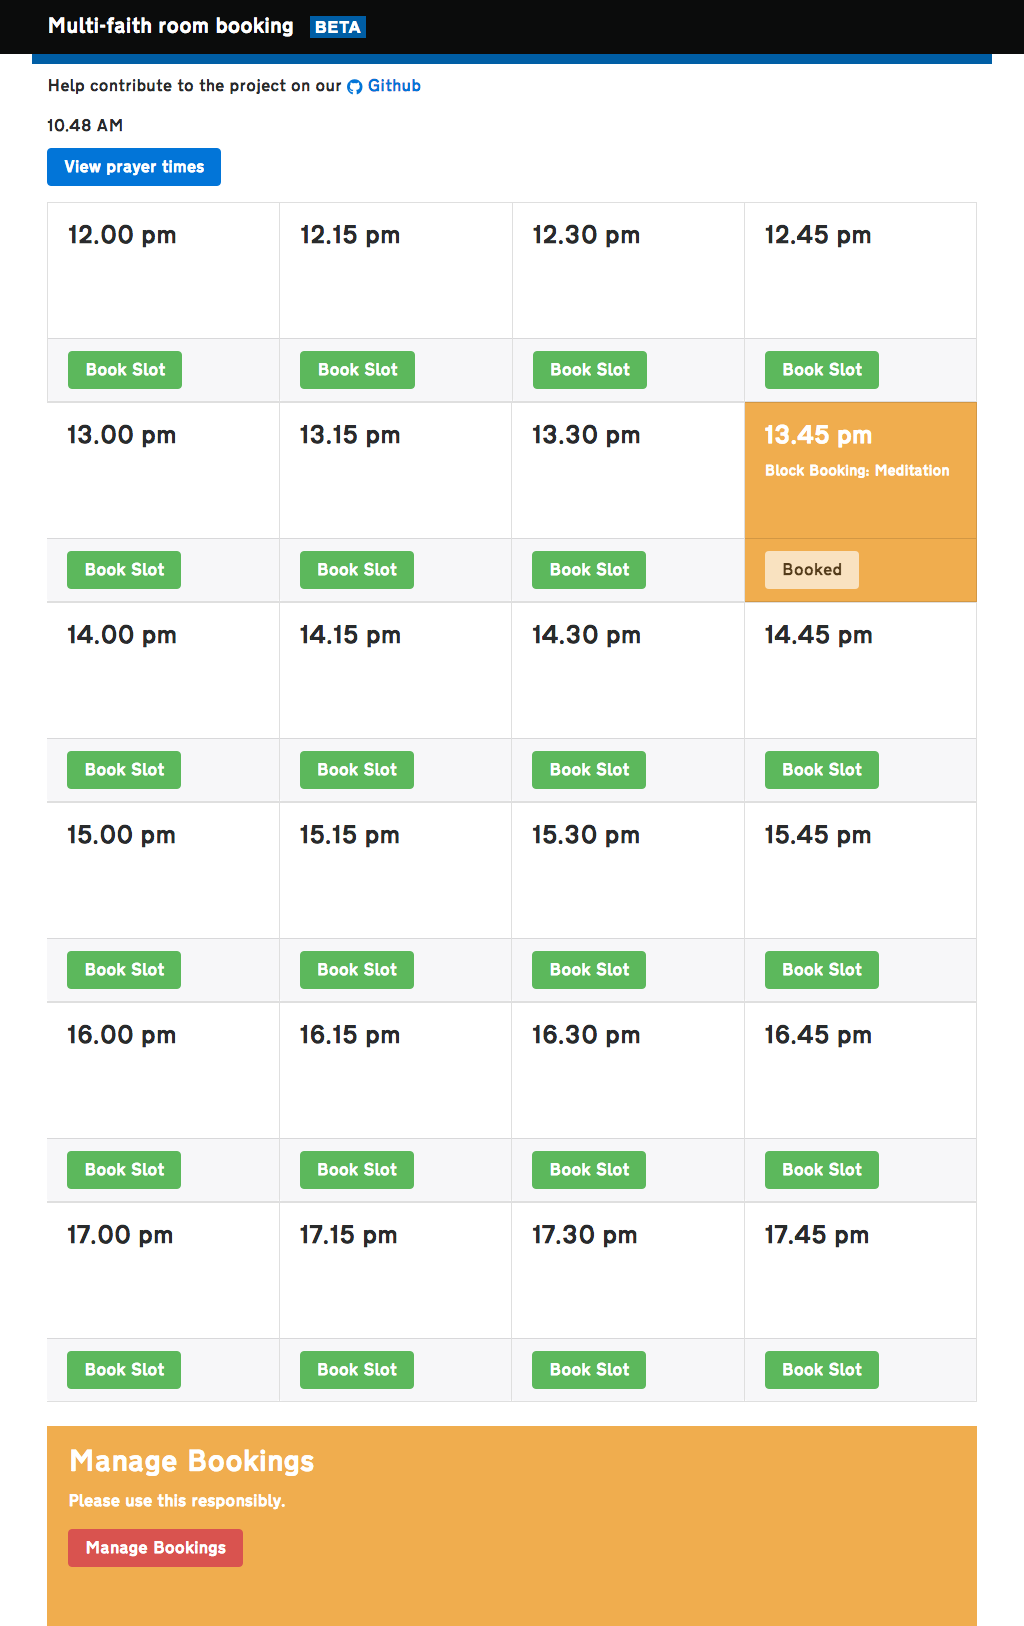 Multi-faith room booking BETA
Help contribute to the project on our Github
10.48 AM
View prayer times
12.00 pm 12.15 pm 12.30 pm 12.45 pm
Book Slot Book Slot Book Slot Book Slot
13.00 pm 13.15 pm 13.30 pm 13.45 pm
Block Booking: Meditation
Book Slot Book Slot Book Slot Booked
14.00 pm 14.15 pm 14.30 pm 14.45 pm
Book Slot Book Slot Book Slot Book Slot
15.00 pm 15.15 pm 15.30 pm 15.45 pm
Book Slot Book Slot Book Slot Book Slot
16.00 pm 16.15 pm 16.30 pm 16.45 pm
Book Slot Book Slot Book Slot Book Slot
17.00 pm 17.15 pm 17.30 pm 17.45 pm
Book Slot Book Slot Book Slot Book Slot
Manage Bookings
Please use this responsibly.
Manage Bookings